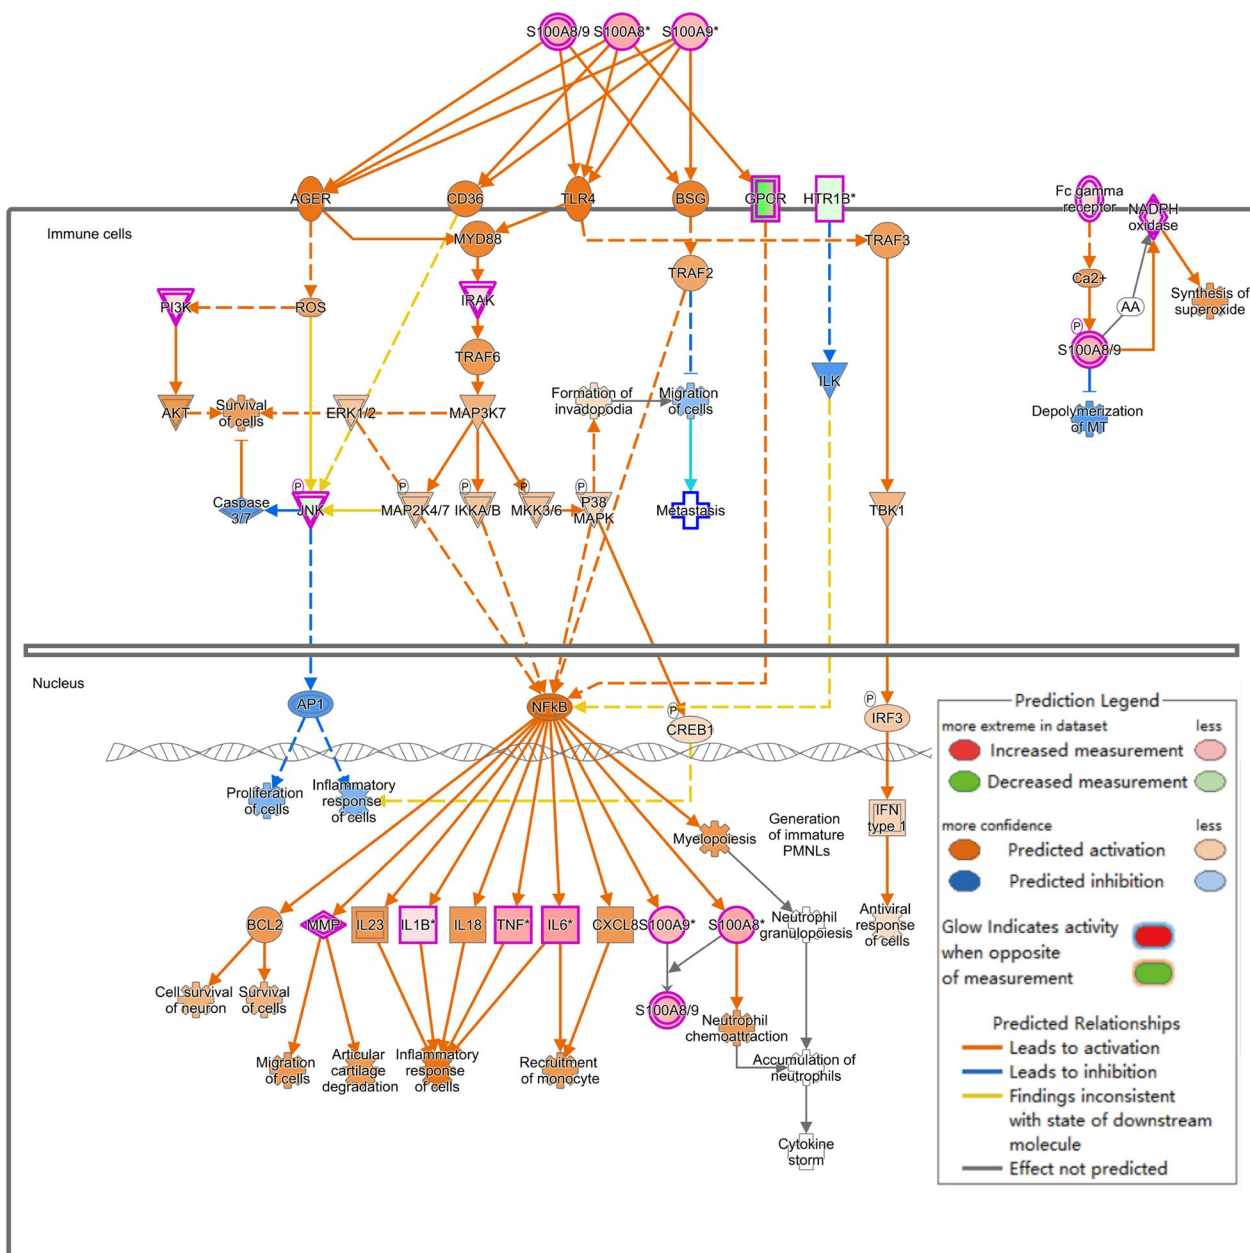 S100A8/9 S100A8* S100A9*
AGER
CD36
TLR4
BSG
GPCR
HTR1B*
Fc gamma
receptor
NADPH
oxidase
Immune cells
MYD88
TRAF3
TRAF2
Ca2+
Synthesis of
superoxide
PI3K
ROS
IRAK
AA
P
S100A8/9
TRAF6
ILK
AKT
Survival
of cells
ERK1/2
MAP3K7
Formation of
invadopodia
Migration
of cells
Depolymerization
of MT
Caspase
3/7
P
JNK
P
MAP2K4/7
P
IKKA/B
P
MKK3/6
P
P38
MAPK
Metastasis
TBK1
Nucleus
AP1
NFkB
P
CREB1
P
IRF3
Proliferation
of cells
Inflammatory
response
of cells
IFN
type 1
Myelopoiesis
Generation
of immature
PMNLs
BCL2
MMP
IL23
IL1B*
IL18
TNF*
IL6*
CXCL8
S100A9*
S100A8*
Neutrophil
granulopoiesis
Antiviral
response
of cells
Cell survival
of neuron
Survival
of cells
S100A8/9
Neutrophil
chemoattraction
Migration
of cells
Articular
cartilage
degradation
Inflammatory
response
of cells
Recruitment
of monocyte
Accumulation of
neutrophils
Cytokine
storm
Prediction Legend
more extreme in dataset less
Increased measurement
Decreased measurement
more confidence less
Predicted activation
Predicted inhibition
Glow Indicates activity
when opposite
of measurement
Predicted Relationships
Leads to activation
Leads to inhibition
Findings inconsistent
with state of downstream
molecule
Effect not predicted